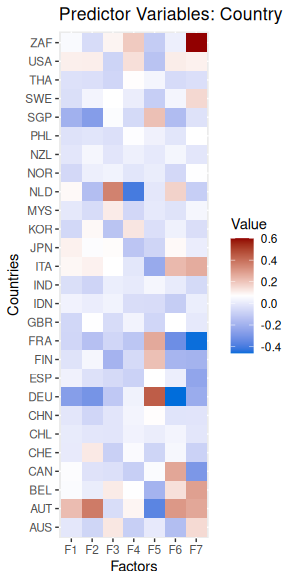 Predictor Variables: Country
ZAF
USA
THA
SWE
SGP
PHL
NZL
NOR
NLD
MYS
KOR
JPN
ITA
IND
IDN
GBR
FRA
FIN
ESP
DEU
CHN
CHL
CHE
CAN
BEL
AUT
AUS
Countries
F1 F2 F3 F4 F5 F6 F7
Factors
Value
0.6
0.4
0.2
0.0
-0.2
-0.4